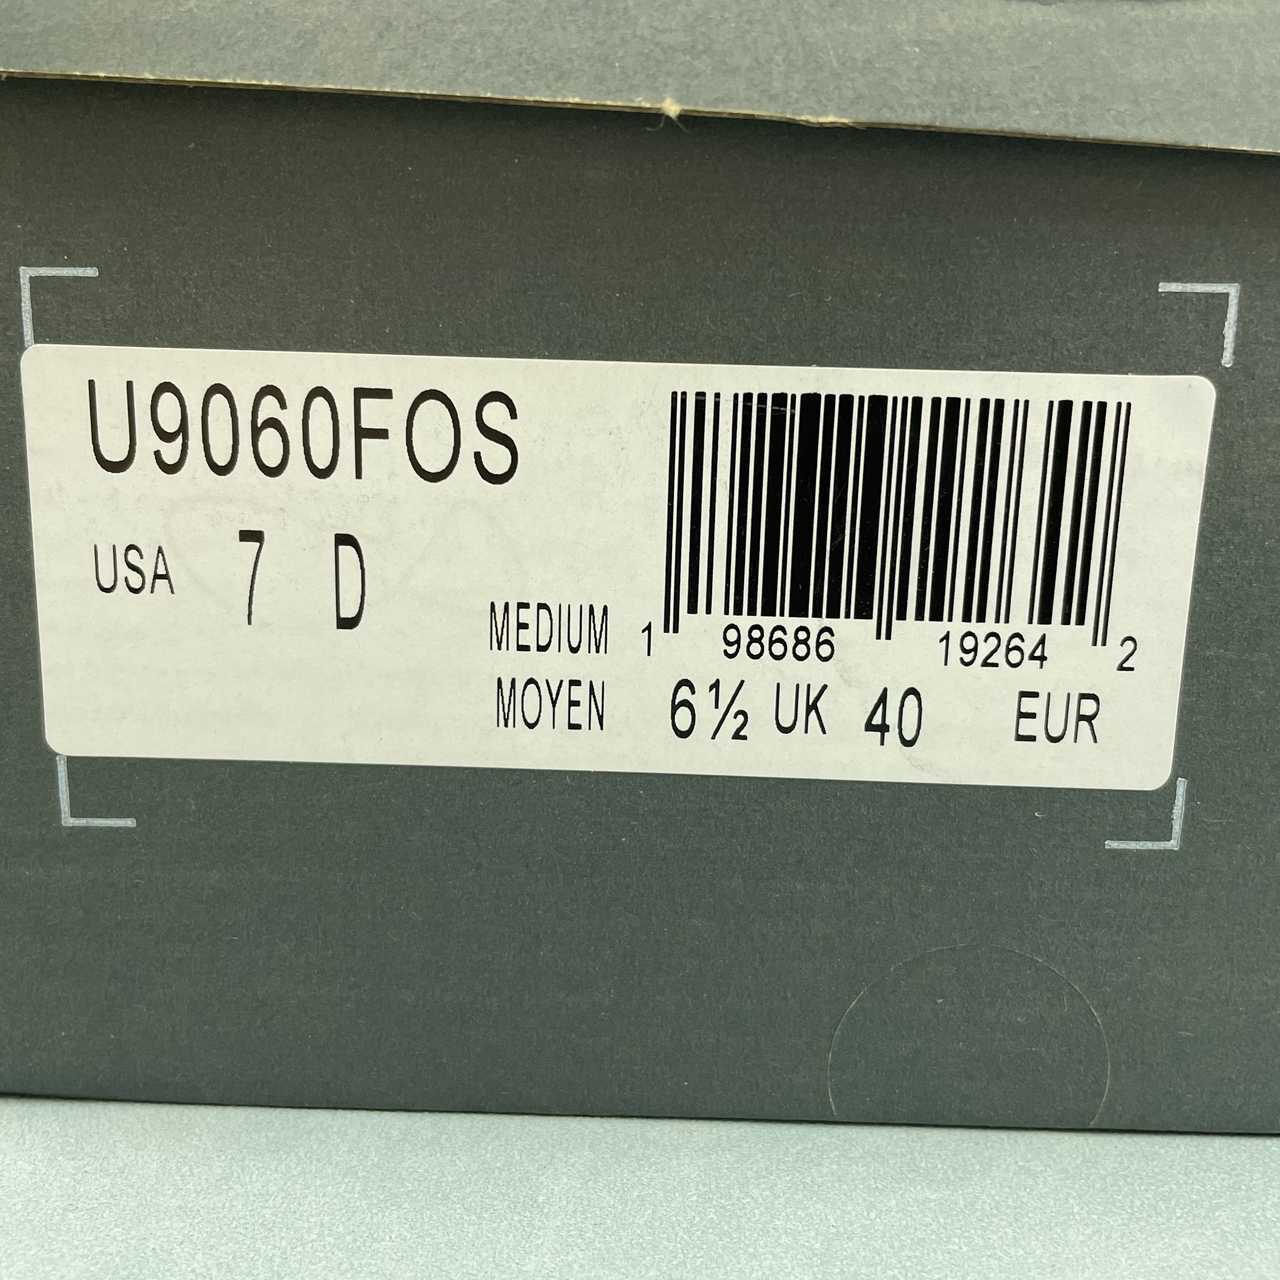 U9060FOS
USA 7 D
MEDIUM
1 98686 19264 2
MOYEN 6½ UK 40 EUR